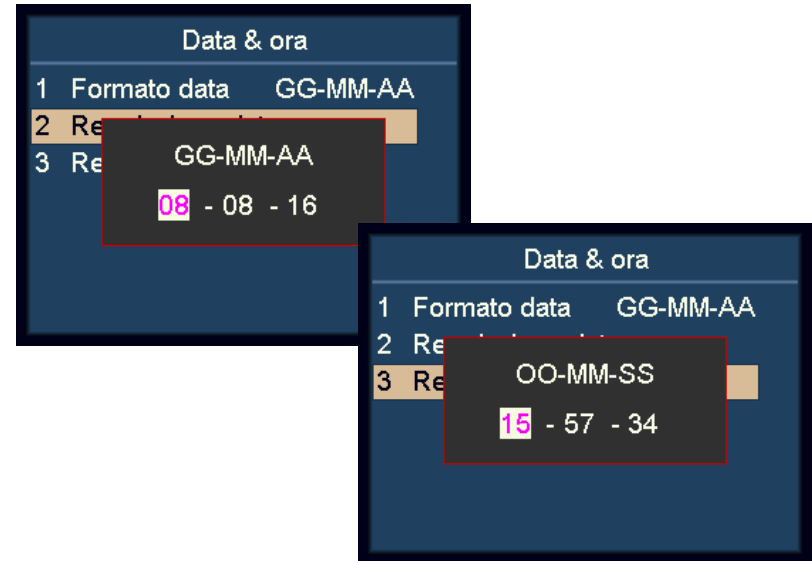 Data & ora
1 Formato data GG-MM-AA
2 Re
3 Re
GG-MM-AA
08 - 08 - 16
Data & ora
1 Formato data GG-MM-AA
2 Re
3 Re
OO-MM-SS
15 - 57 - 34